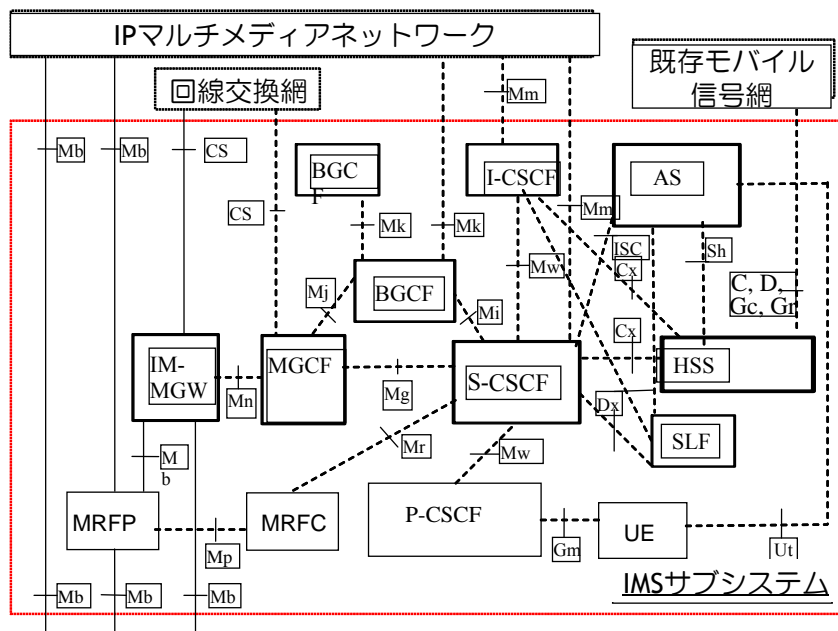 IPマルチメディアネットワーク
既存モバイル
信号網
回線交換網
Mm
Mb
Mb
CS
BGC
F
I-CSCF
AS
CS
Mk
Mk
Mm
ISC
Sh
Mw
Cx
C, D,
Gc, Gr
Mj
BGCF
Mi
Cx
IM-
MGW
MGCF
S-CSCF
HSS
Mn
Mg
Dx
Mr
Mw
SLF
M
b
MRFP
MRFC
P-CSCF
UE
Mp
Gm
Ut
IMSサブシステム
Mb
Mb
Mb